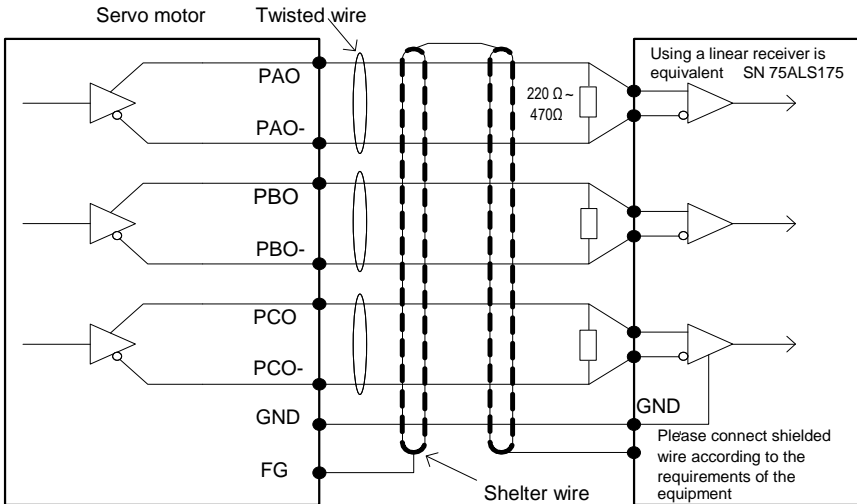 Servo motor
Twisted wire
PAO
PAO-
PBO
PBO-
PCO
PCO-
GND
FG
220 Ω ~
470Ω
Using a linear receiver is
equivalent SN 75ALS175
GND
Please connect shielded
wire according to the
requirements of the
equipment
Shelter wire